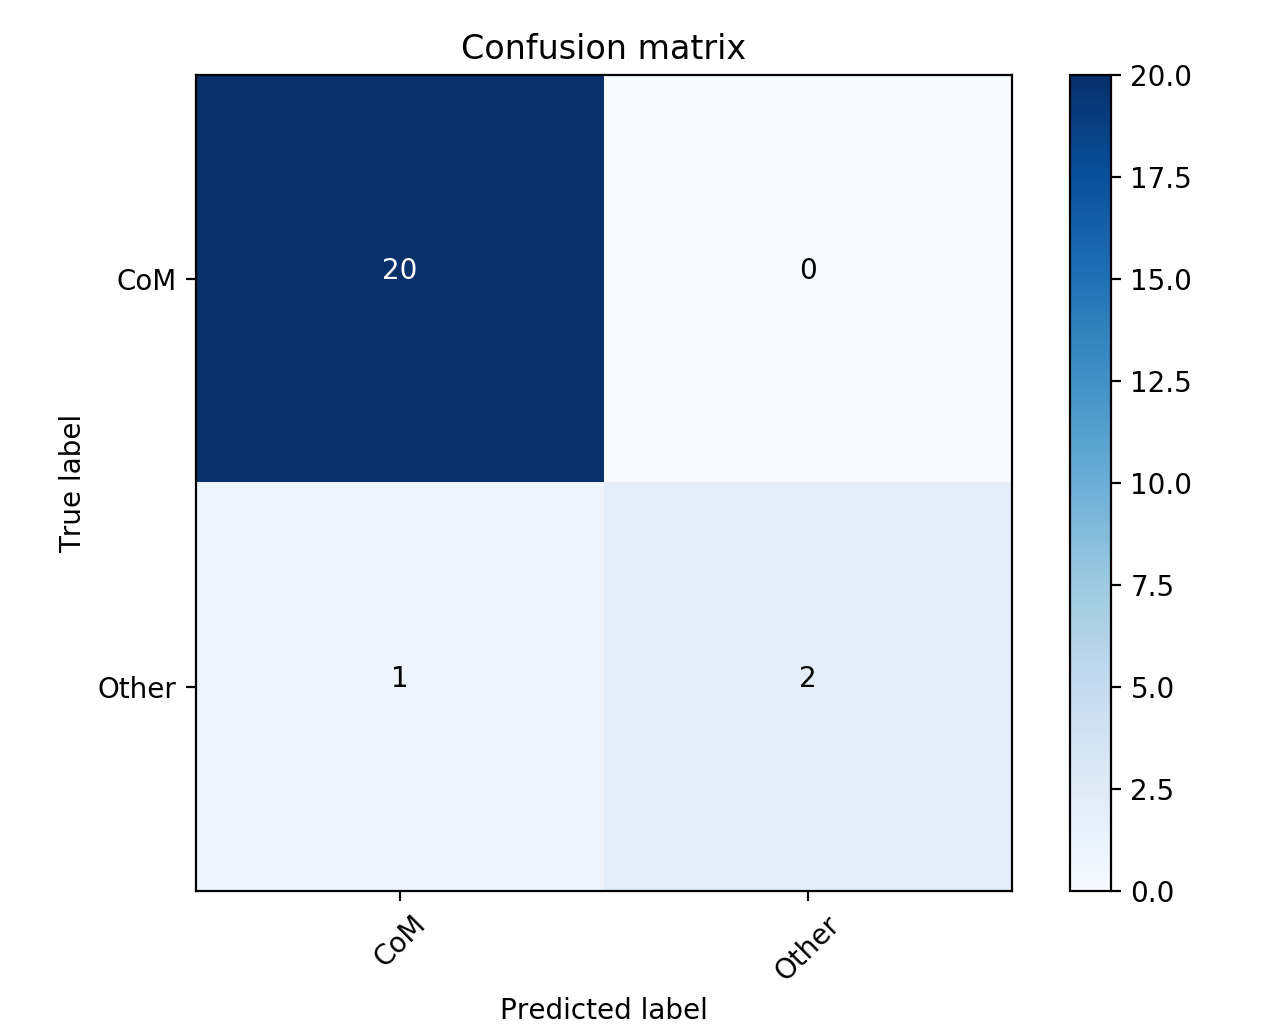 Confusion matrix
True label
CoM
Other
20
0
1
2
CoM
Other
Predicted label
20.0
17.5
15.0
12.5
10.0
7.5
5.0
2.5
0.0